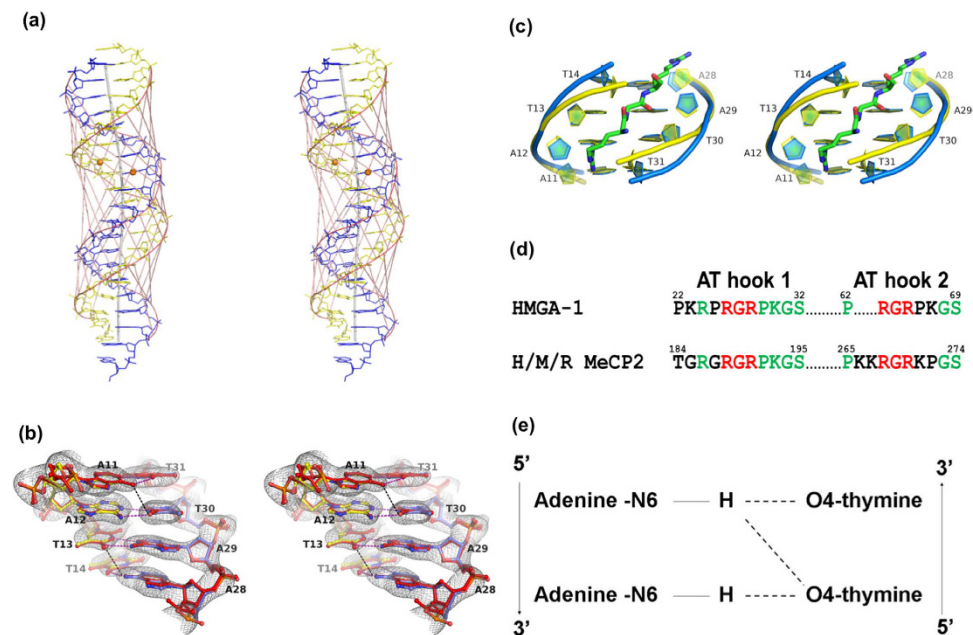 (a)
(b)
A11
T31
A12
T30
T13
A29
T14
A28
A11
T31
A12
T30
T13
A29
T14
A28
(c)
T14
A28
T13
A29
A12
T30
A11
T31
T14
A28
T13
A29
A12
T30
A11
T31
(d)
AT hook 1 AT hook 2
22 32 62 69
HMGA-1 PKRPRGRPKGS........P......RGRPKGS
184 195 265 274
H/M/R MeCP2 TGRGRGRPKGS........PKKRGRKPGS
(e)
5’ 3’
Adenine -N6 H O4-thymine
Adenine -N6 H O4-thymine
3’ 5’